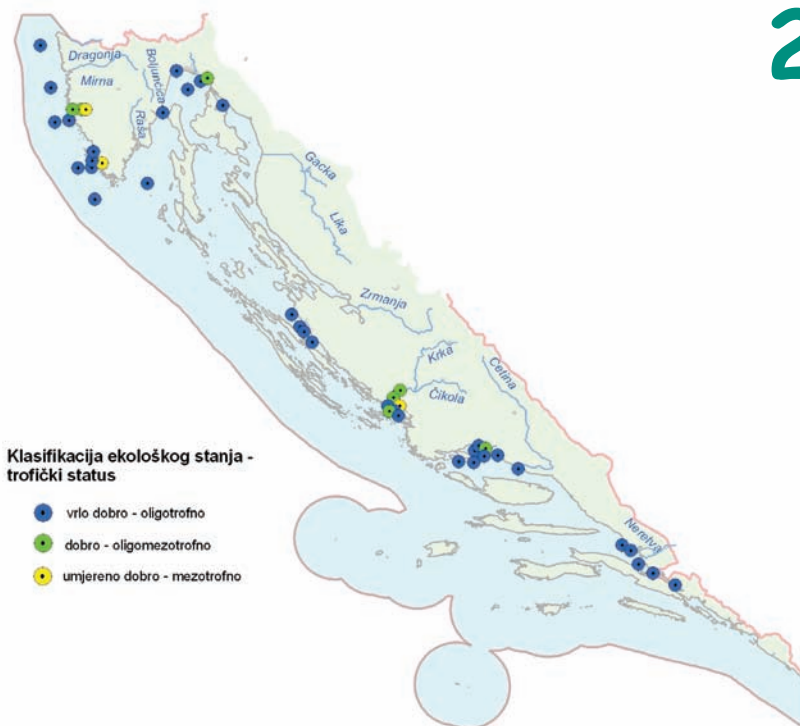 2
Dragonja
Boljunčica
Mirna
Raša
Gacka
Lika
Zrmanja
Krka
Cetina
Čikola
Klasifikacija ekološkog stanja -
trofički status
vrlo dobro - oligotrofno
dobro - oligomezotrofno
umjereno dobro - mezotrofno
Neretva